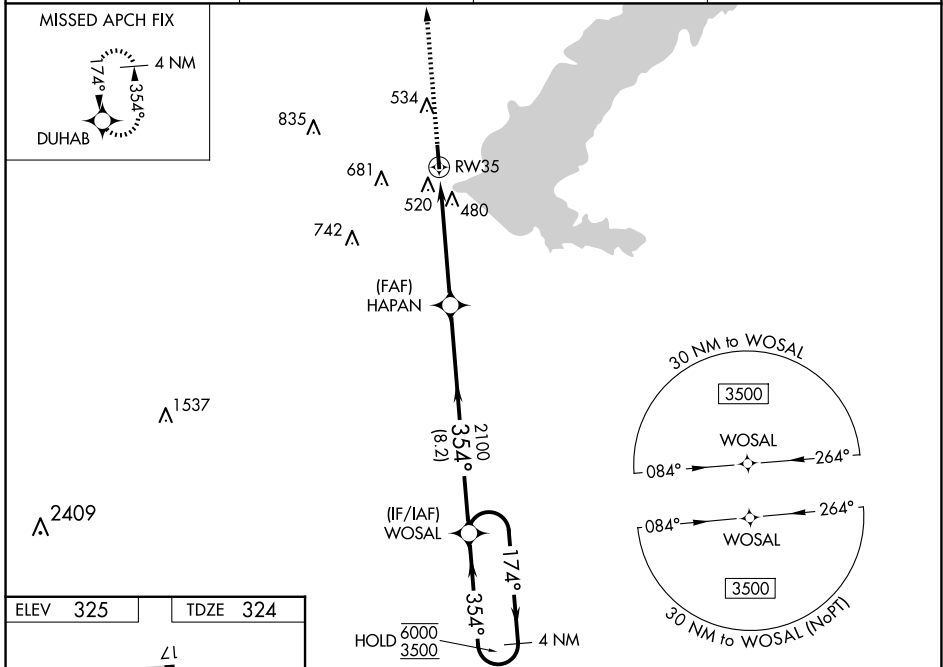 MISSED APCH FIX
4 NM
174°
354°
DUHAB
534
835
681
RW35
520
480
742
(FAF)
HAPAN
30 NM to WOSAL
3500
WOSAL
084°
264°
1537
2100
354°
(8.2)
2409
(IF/IAF)
WOSAL
084°
264°
WOSAL
3500
30 NM to WOSAL (NoPT)
174°
354°
HOLD
6000
3500
4 NM
ELEV 325
TDZE 324
17